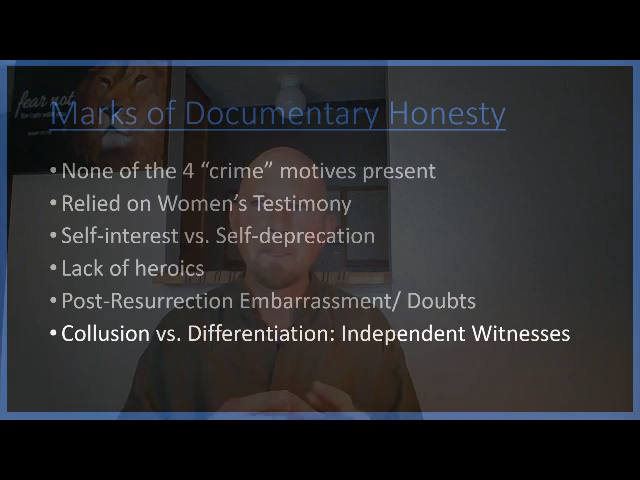 fear not
Marks of Documentary Honesty
• None of the 4 “crime” motives present
• Relied on Women’s Testimony
• Self-interest vs. Self-deprecation
• Lack of heroics
• Post-Resurrection Embarrassment/ Doubts
• Collusion vs. Differentiation: Independent Witnesses